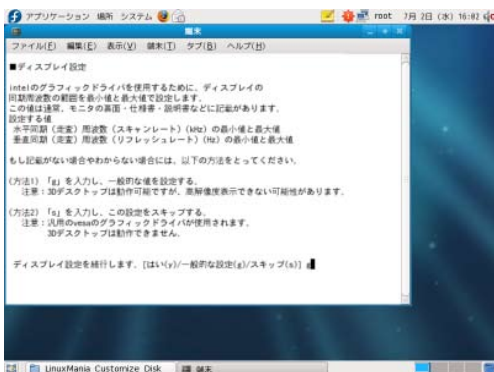 アプリケーション 場所 システム
root 7月 2日 (水) 16:02
端末
ファイル(F) 編集(E) 表示(V) 端末(T) タブ(B) ヘルプ(H)
■ディスプレイ設定
intelのグラフィックドライバを使用するために、ディスプレイの
同期周波数の範囲を最小値と最大値で設定します。
この値は通常、モニタの裏面・仕様書・説明書などに記載があります。
設定する値
水平同期（走査）周波数（スキャンレート）(kHz) の最小値と最大値
垂直同期（走査）周波数（リフレッシュレート）(Hz) の最小値と最大値
もし記載がない場合やわからない場合には、以下の方法をとってください。
(方法1) 「g」を入力し、一般的な値を設定する。
注意：3Dデスクトップは動作可能ですが、高解像度表示できない可能性があります。
(方法2) 「s」を入力し、この設定をスキップする。
注意：汎用のvesaのグラフィックドライバが使用されます。
3Dデスクトップは動作できません。
ディスプレイ設定を続行します。[はい(y)/一般的な設定(g)/スキップ(s)] g
LinuxMania Customize Disk
端末